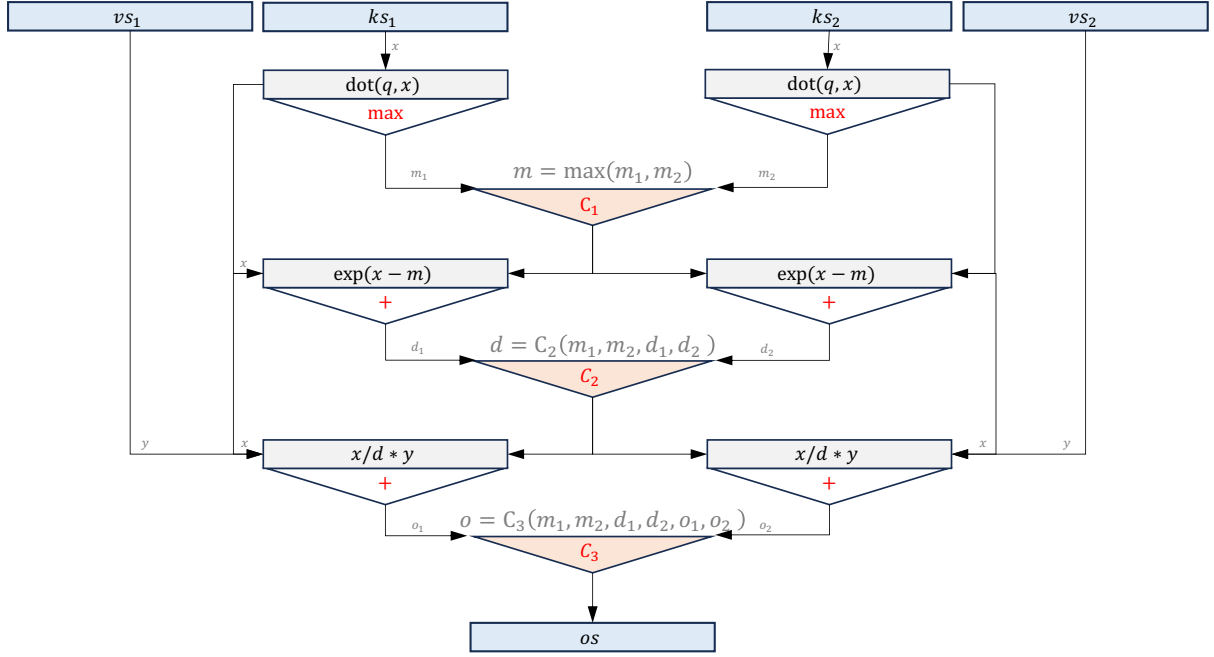 vs₁ ks₁ ks₂ vs₂
x x
dot(q, x) dot(q, x)
max max
m = max(m₁, m₂)
m₁ m₂
C₁
x exp(x − m) exp(x − m)
+ +
d₁ d = C₂(m₁, m₂, d₁, d₂ ) d₂
C₂
y x x/d ∗ y x/d ∗ y x y
+ +
o₁ o = C₃(m₁, m₂, d₁, d₂, o₁, o₂ ) o₂
C₃
os